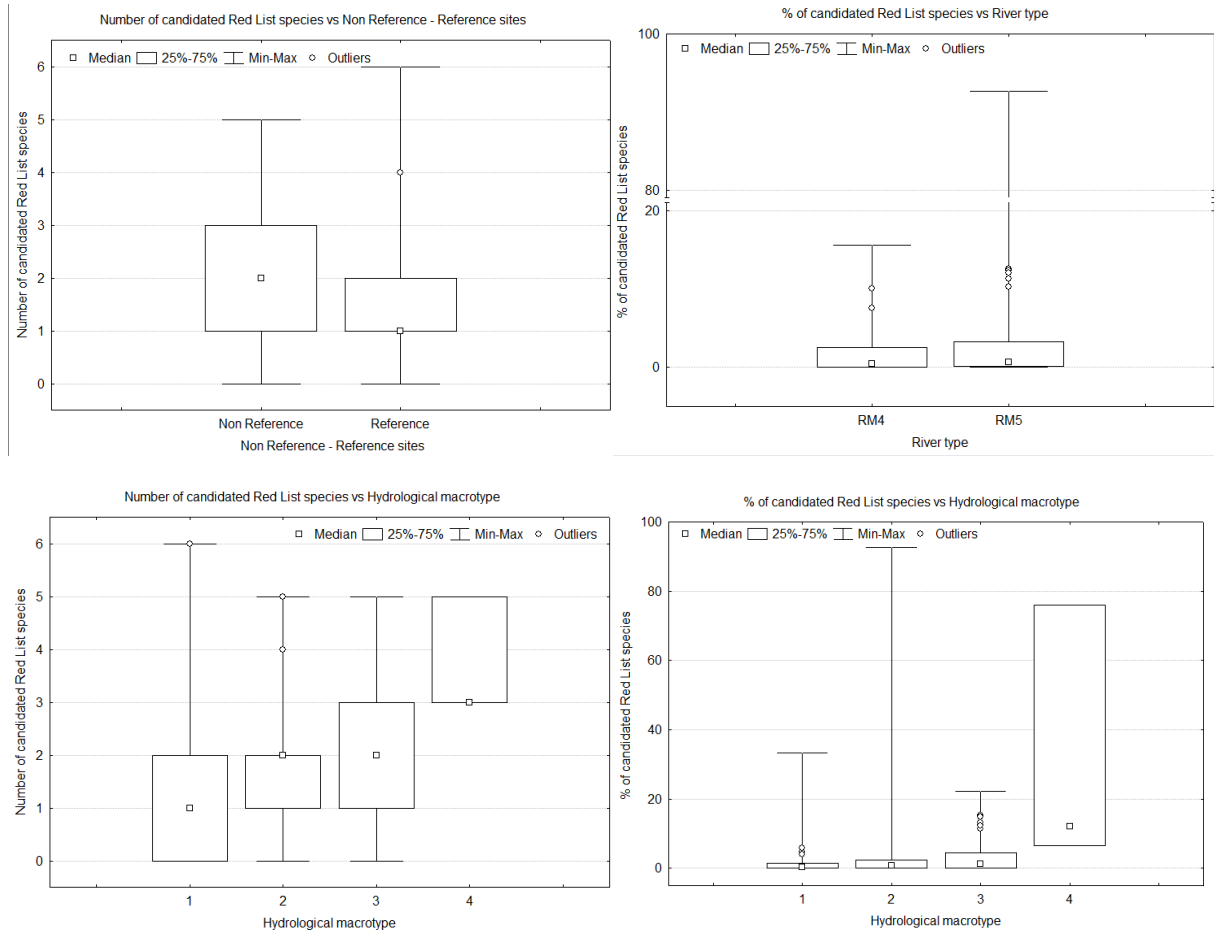 Number of candidated Red List species vs Non Reference - Reference sites
Median 25%-75% Min-Max Outliers
Number of candidated Red List species
6
5
4
3
2
1
0
Non Reference Reference
Non Reference - Reference sites
% of candidated Red List species vs River type
Median 25%-75% Min-Max Outliers
% of candidated Red List species
100
80
20
0
RM4 RM5
River type
Number of candidated Red List species vs Hydrological macrotype
Median 25%-75% Min-Max Outliers
Number of candidated Red List species
6
5
4
3
2
1
0
1 2 3 4
Hydrological macrotype
% of candidated Red List species vs Hydrological macrotype
Median 25%-75% Min-Max Outliers
% of candidated Red List species
100
80
60
40
20
0
1 2 3 4
Hydrological macrotype